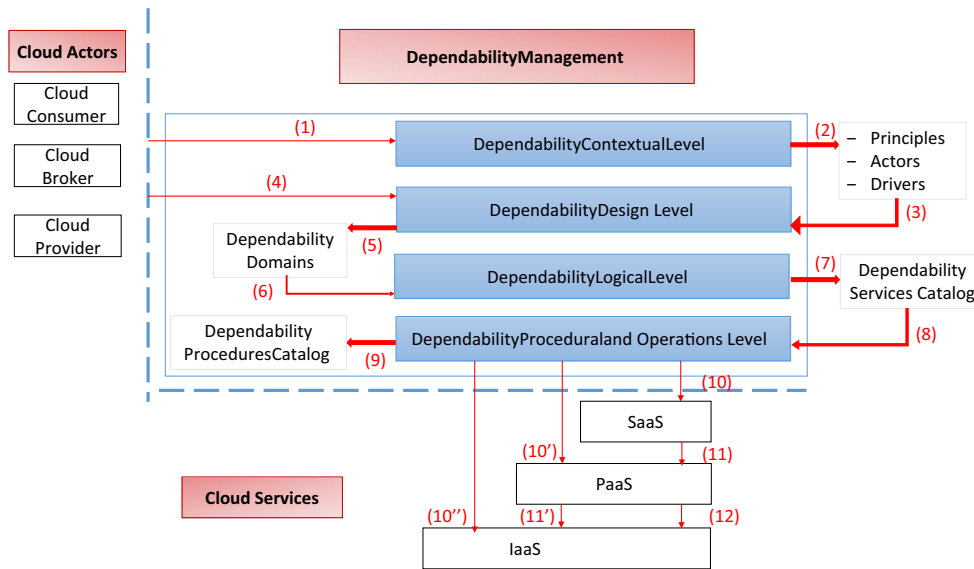 Cloud Actors
Cloud
Consumer
Cloud
Broker
Cloud
Provider
DependabilityManagement
(1)
DependabilityContextualLevel
(2)
– Principles
– Actors
– Drivers
(3)
(4)
DependabilityDesign Level
(5)
Dependability
Domains
(6)
DependabilityLogicalLevel
(7)
Dependability
Services Catalog
(8)
Dependability
ProceduresCatalog
(9)
DependabilityProceduraland Operations Level
(10)
SaaS
(10')
(11)
PaaS
Cloud Services
(10'')
(11')
(12)
IaaS